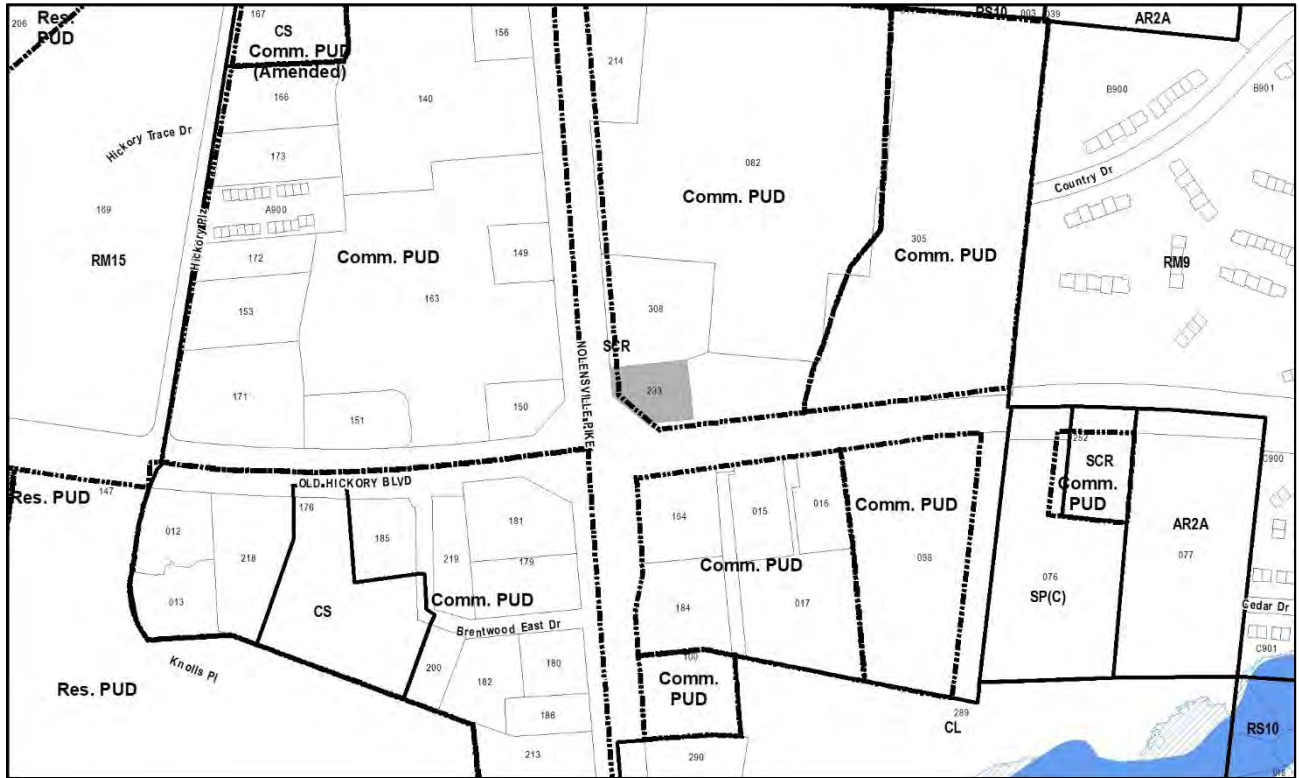 206
Res.
PUD
167
CS
Comm. PUD
(Amended)
156
214
RS10
003
039
AR2A
166
140
B900
B901
Hickory Trace Dr
173
082
Country Dr
169
A900
Comm. PUD
RM15
Hickory Plz
172
Comm. PUD
149
305
Comm. PUD
RM9
163
153
308
SCR
NOLENSVILLE PIKE
171
151
150
233
OLD HICKORY BLVD
Res. PUD
147
176
252
C900
SCR
Comm.
PUD
012
218
185
219
181
164
015
016
Comm. PUD
098
AR2A
077
179
013
CS
Comm. PUD
Comm. PUD
184
017
076
SP(C)
Brentwood East Dr
Cedar Dr
C901
Knolls Pl
200
182
180
100
Comm.
PUD
Res. PUD
186
289
CL
RS10
213
290